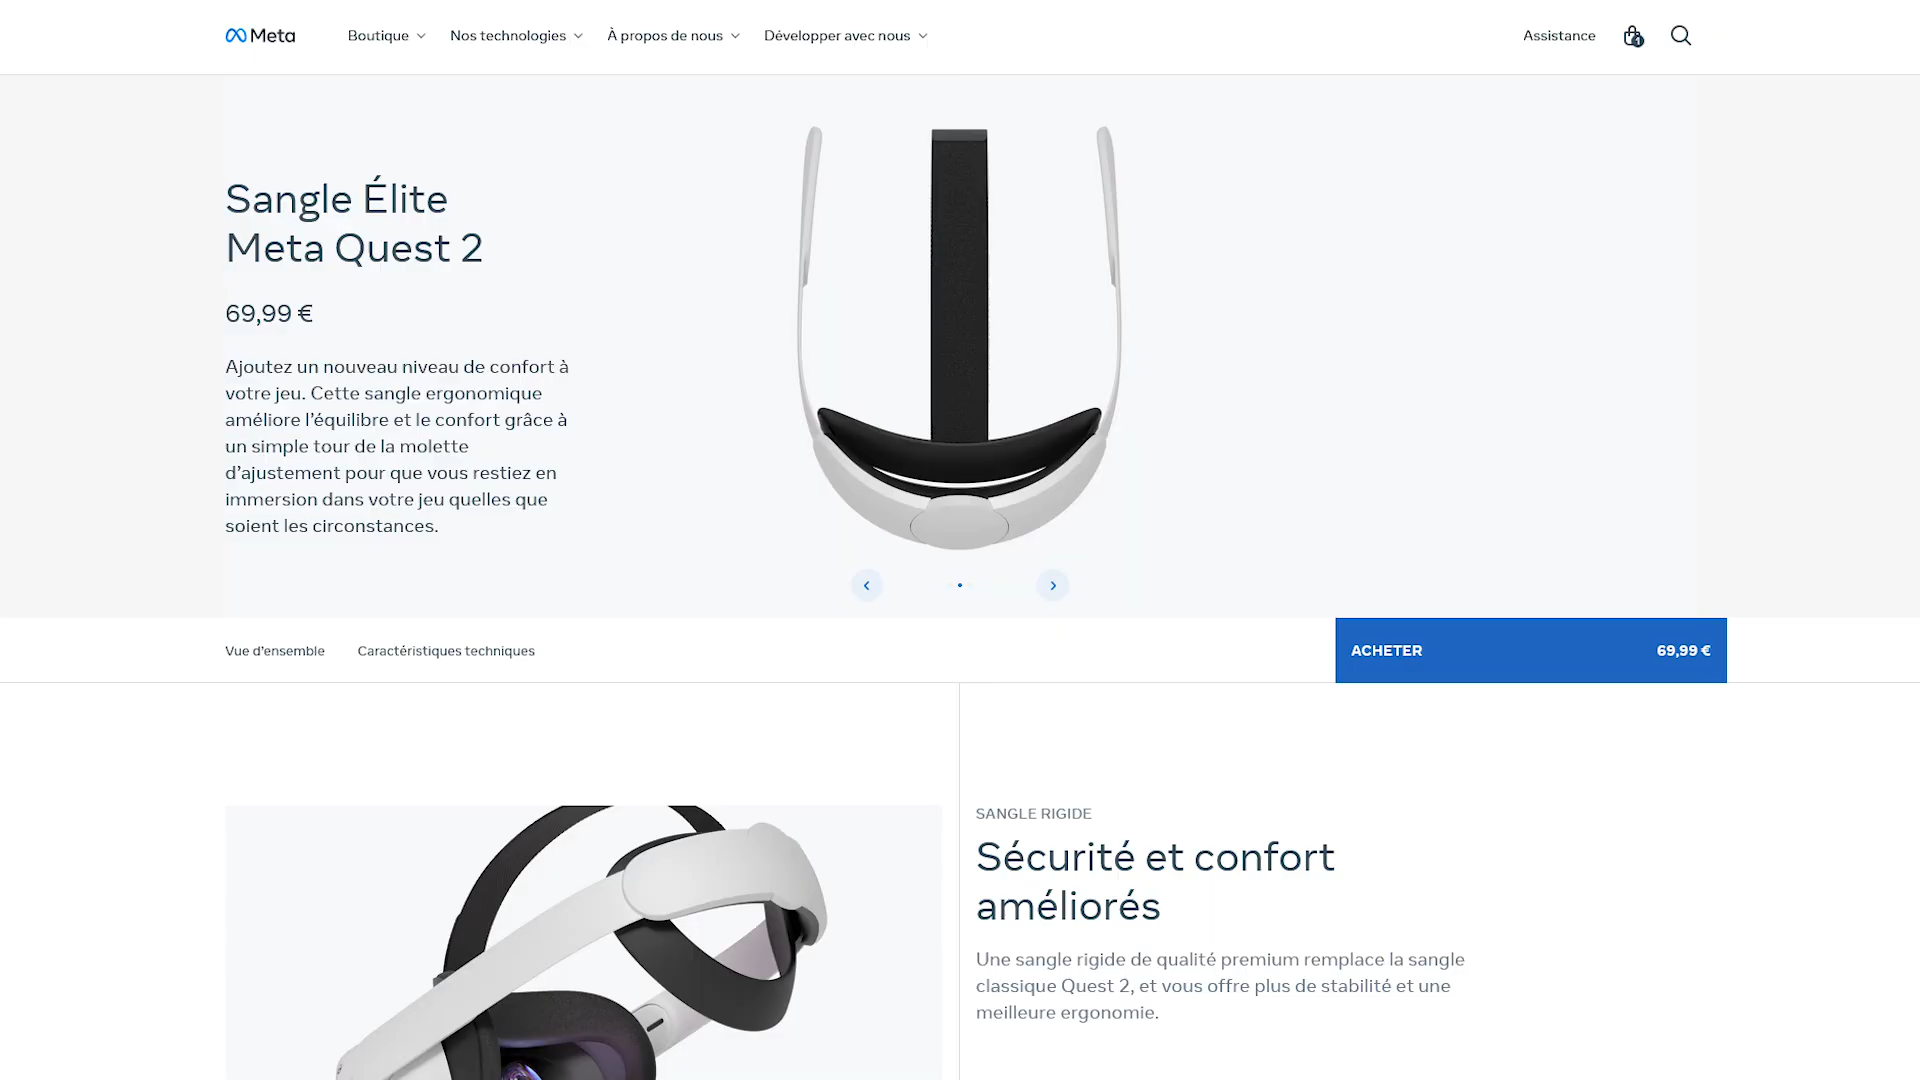 Meta
Boutique
Nos technologies
À propos de nous
Développer avec nous
Assistance
1
Sangle Élite
Meta Quest 2
69,99 €
Ajoutez un nouveau niveau de confort à
votre jeu. Cette sangle ergonomique
améliore l’équilibre et le confort grâce à
un simple tour de la molette
d’ajustement pour que vous restiez en
immersion dans votre jeu quelles que
soient les circonstances.
Vue d’ensemble
Caractéristiques techniques
ACHETER
69,99 €
SANGLE RIGIDE
Sécurité et confort
améliorés
Une sangle rigide de qualité premium remplace la sangle
classique Quest 2, et vous offre plus de stabilité et une
meilleure ergonomie.